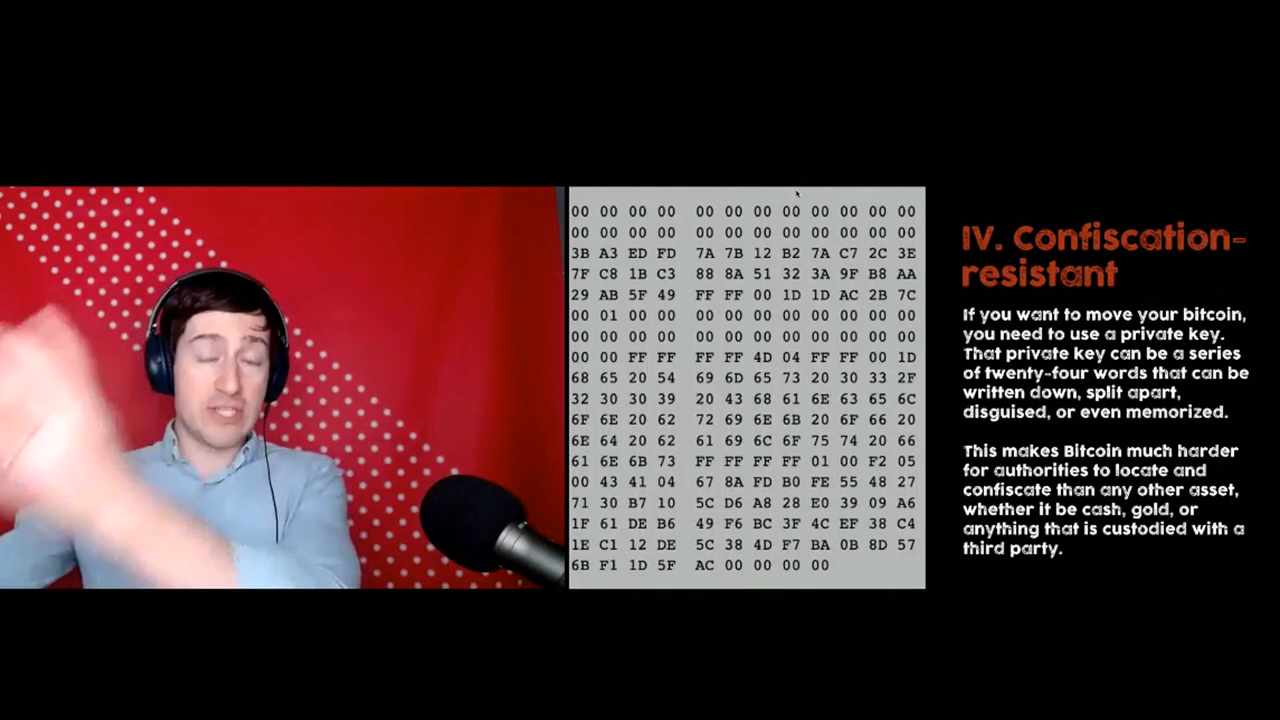 00 00 00 00 00 00 00 00 00 00 00 00
00 00 00 00 00 00 00 00 00 00 00 00
3B A3 ED FD 7A 7B 12 B2 7A C7 2C 3E
7F C8 1B C3 88 8A 51 32 3A 9F B8 AA
29 AB 5F 49 FF FF 00 1D 1D AC 2B 7C
00 01 00 00 00 00 00 00 00 00 00 00
00 00 00 00 00 00 00 00 00 00 00 00
00 00 FF FF FF FF 4D 04 FF FF 00 1D
68 65 20 54 69 6D 65 73 20 30 33 2F
32 30 30 39 20 43 68 61 6E 63 65 6C
6F 6E 20 62 72 69 6E 6B 20 6F 66 20
6E 64 20 62 61 69 6C 6F 75 74 20 66
61 6E 6B 73 FF FF FF FF 01 00 F2 05
00 43 41 04 67 8A FD B0 FE 55 48 27
71 30 B7 10 5C D6 A8 28 E0 39 09 A6
1F 61 DE B6 49 F6 BC 3F 4C EF 38 C4
1E C1 12 DE 5C 38 4D F7 BA 0B 8D 57
6B F1 1D 5F AC 00 00 00 00
IV. Confiscation-
resistant
If you want to move your bitcoin,
you need to use a private key.
That private key can be a series
of twenty-four words that can be
written down, split apart,
disguised, or even memorized.
This makes Bitcoin much harder
for authorities to locate and
confiscate than any other asset,
whether it be cash, gold, or
anything that is custodied with a
third party.